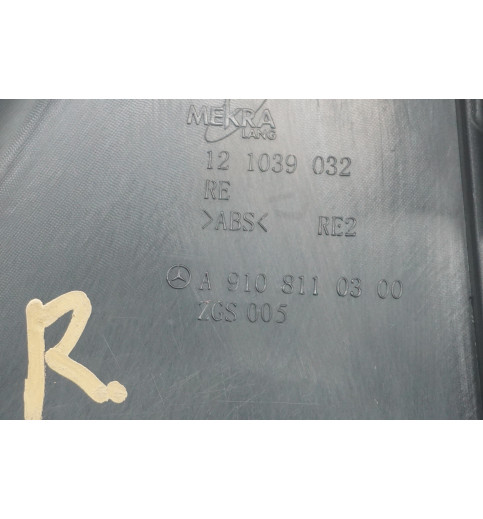 MEKRA
LANG
12 1039 032
RE
>ABS< RE2
A 910 811 03 00
ZGS 005
R.